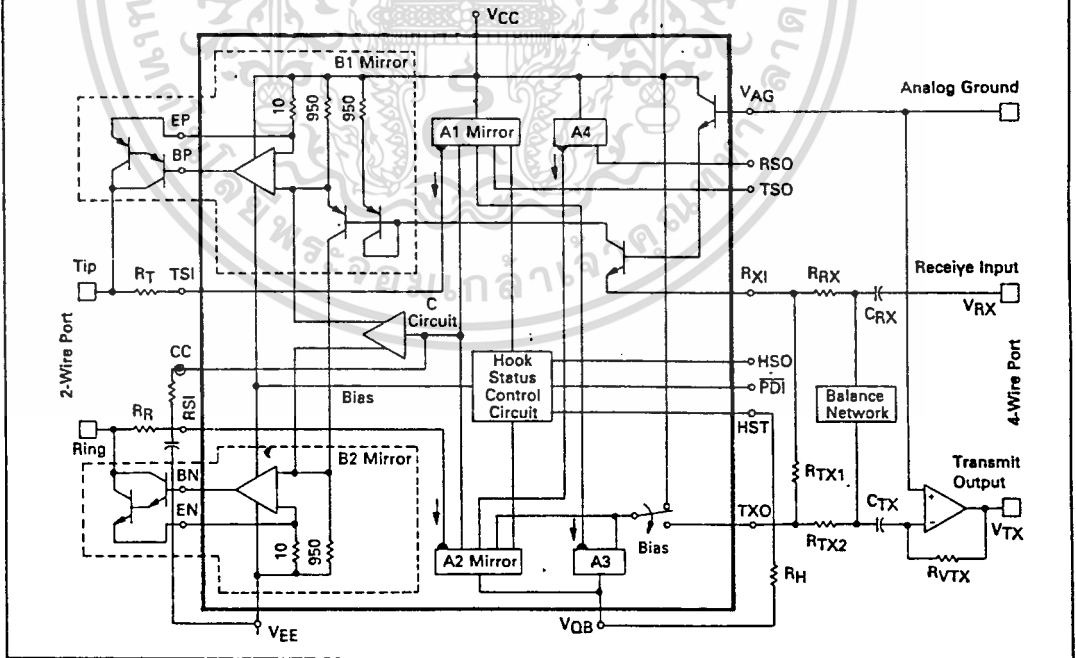 VCC
B1 Mirror
10
950
950
EP
BP
A1 Mirror
A4
VAG
Analog Ground
RSO
TSO
Tip
RT
TSI
RXI
RRX
CRX
Receive Input
VRX
C
Circuit
2-Wire Port
CC
RSI
Bias
Hook
Status
Control
Circuit
HSO
PDI
HST
Balance
Network
4-Wire Port
RR
Ring
BN
EN
B2 Mirror
10
950
RTX1
Transmit
Output
CTX
+
−
VTX
TXO
RTX2
RVTX
Bias
A2 Mirror
A3
RH
VEE
VQB